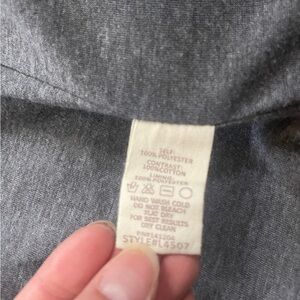 SELF:
100% POLYESTER
CONTRAST:
100% COTTON
LINING:
100% POLYESTER
HAND WASH COLD
DO NOT BLEACH
FLAT DRY
FOR BEST RESULTS
DRY CLEAN
STYLE#L4507